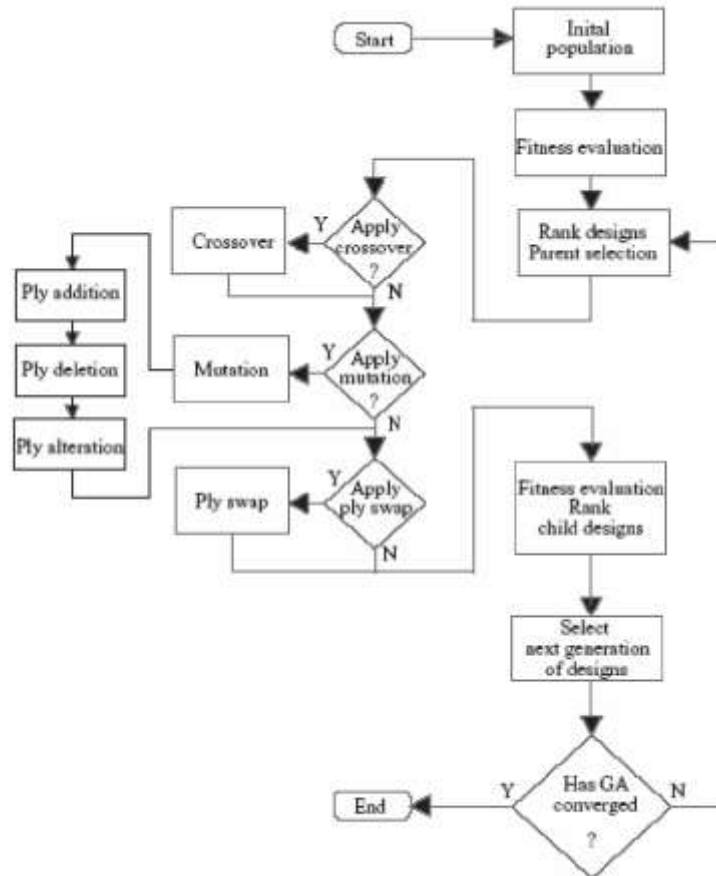 Start
Inital
population
Fitness evaluation
Rank designs
Parent selection
Y
Apply
crossover
?
N
Crossover
Y
Apply
mutation
?
N
Mutation
Ply addition
Ply deletion
Ply alteration
Y
Apply
ply swap
N
Ply swap
Fitness evaluation
Rank
child designs
Select
next generation
of designs
Has GA
converged
?
Y
N
End